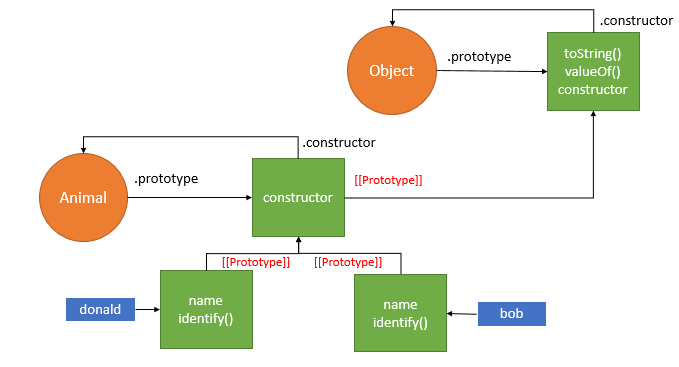 .constructor
Object
.prototype
toString()
valueOf()
constructor
.constructor
Animal
.prototype
constructor
[[Prototype]]
[[Prototype]]
[[Prototype]]
donald
name
identify()
name
identify()
bob